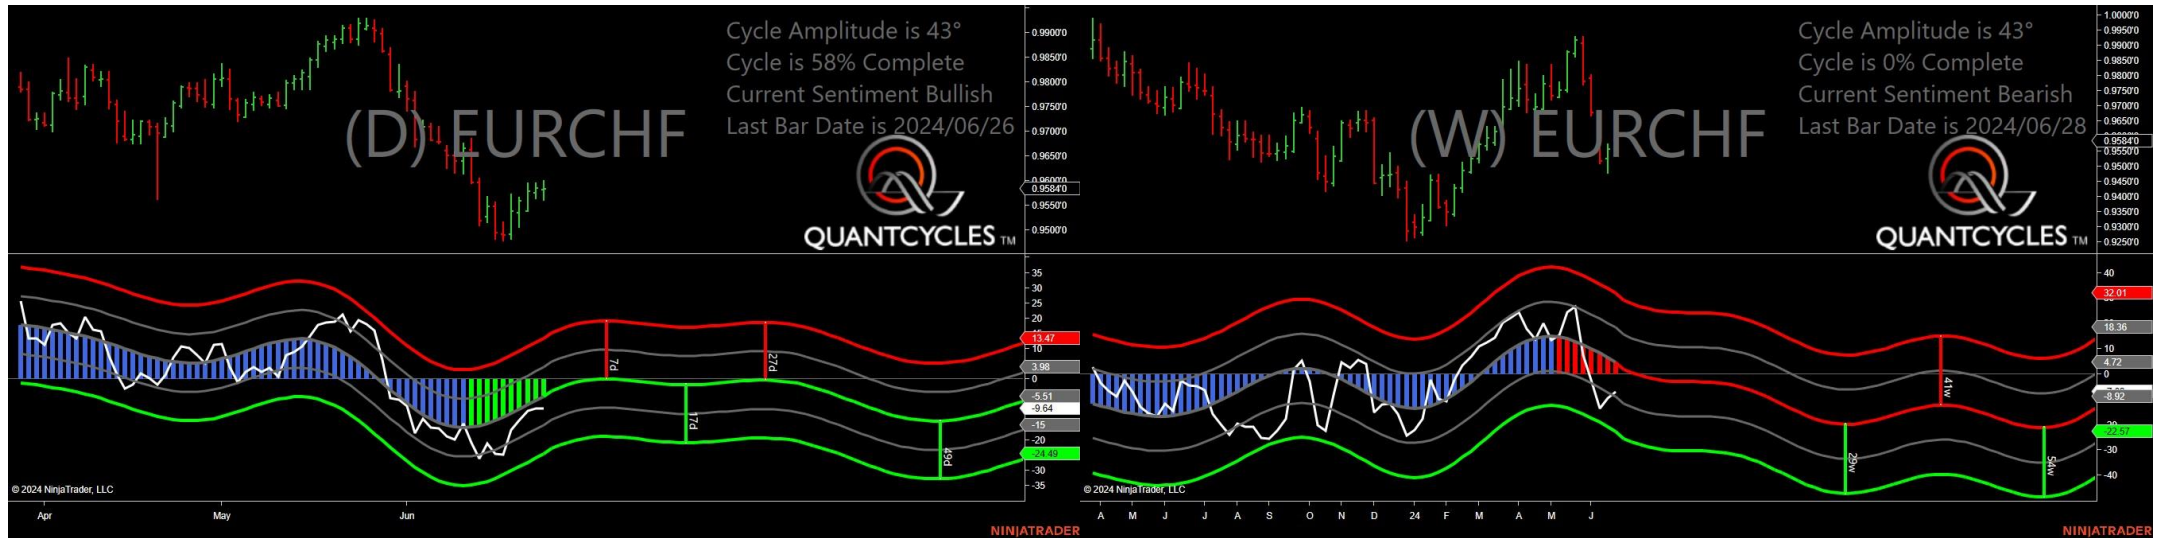 Cycle Amplitude is 43°
Cycle is 58% Complete
Current Sentiment Bullish
Last Bar Date is 2024/06/26
(D) EURCHF
QUANTCYCLES TM
0.9900'0
0.9850'0
0.9800'0
0.9750'0
0.9700'0
0.9650'0
0.9600'0
0.9584'0
0.9550'0
0.9500'0
35
30
25
20
13.47
10
3.98
0
-5.51
-9.64
-15
-20
-24.49
-30
-35
7d
17d
27d
49d
© 2024 NinjaTrader, LLC
Apr May Jun
NINJATRADER
Cycle Amplitude is 43°
Cycle is 0% Complete
Current Sentiment Bearish
Last Bar Date is 2024/06/28
(W) EURCHF
QUANTCYCLES TM
1.0000'0
0.9950'0
0.9900'0
0.9850'0
0.9800'0
0.9750'0
0.9700'0
0.9650'0
0.9584'0
0.9550'0
0.9500'0
0.9450'0
0.9400'0
0.9350'0
0.9300'0
0.9250'0
40
32.01
18.36
10
4.72
0
-8.92
-22.57
-30
-40
29w
41w
54w
© 2024 NinjaTrader, LLC
A M J J A S O N D 24 F M A M J
NINJATRADER